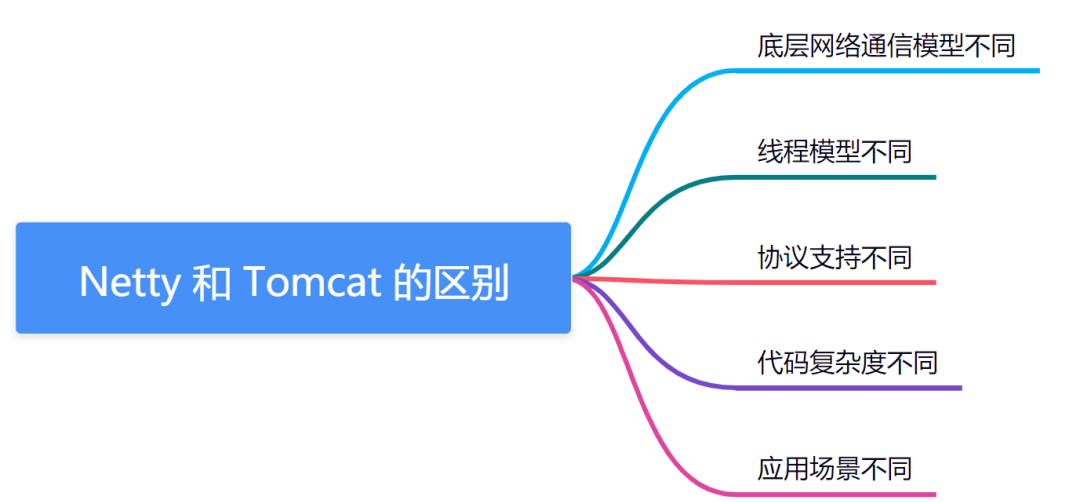 底层网络通信模型不同
线程模型不同
Netty 和 Tomcat 的区别
协议支持不同
代码复杂度不同
应用场景不同